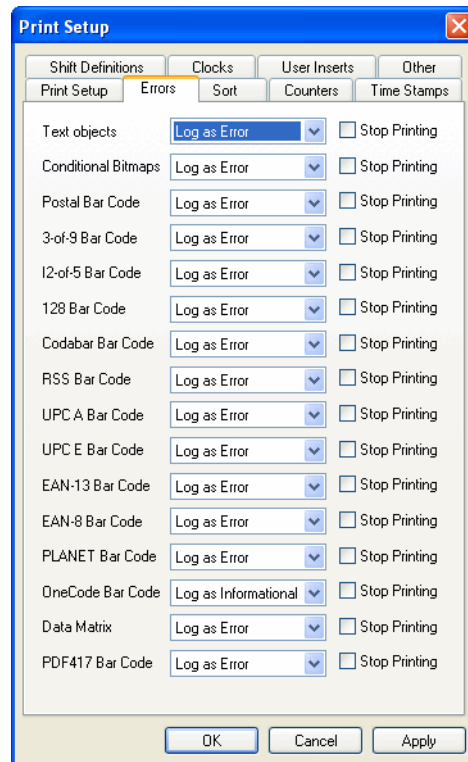 Print Setup
Shift Definitions Clocks User Inserts Other
Print Setup Errors Sort Counters Time Stamps
Text objects Log as Error Stop Printing
Conditional Bitmaps Log as Error Stop Printing
Postal Bar Code Log as Error Stop Printing
3-of-9 Bar Code Log as Error Stop Printing
I2-of-5 Bar Code Log as Error Stop Printing
128 Bar Code Log as Error Stop Printing
Codabar Bar Code Log as Error Stop Printing
RSS Bar Code Log as Error Stop Printing
UPC A Bar Code Log as Error Stop Printing
UPC E Bar Code Log as Error Stop Printing
EAN-13 Bar Code Log as Error Stop Printing
EAN-8 Bar Code Log as Error Stop Printing
PLANET Bar Code Log as Error Stop Printing
OneCode Bar Code Log as Informational Stop Printing
Data Matrix Log as Error Stop Printing
PDF417 Bar Code Log as Error Stop Printing
OK Cancel Apply